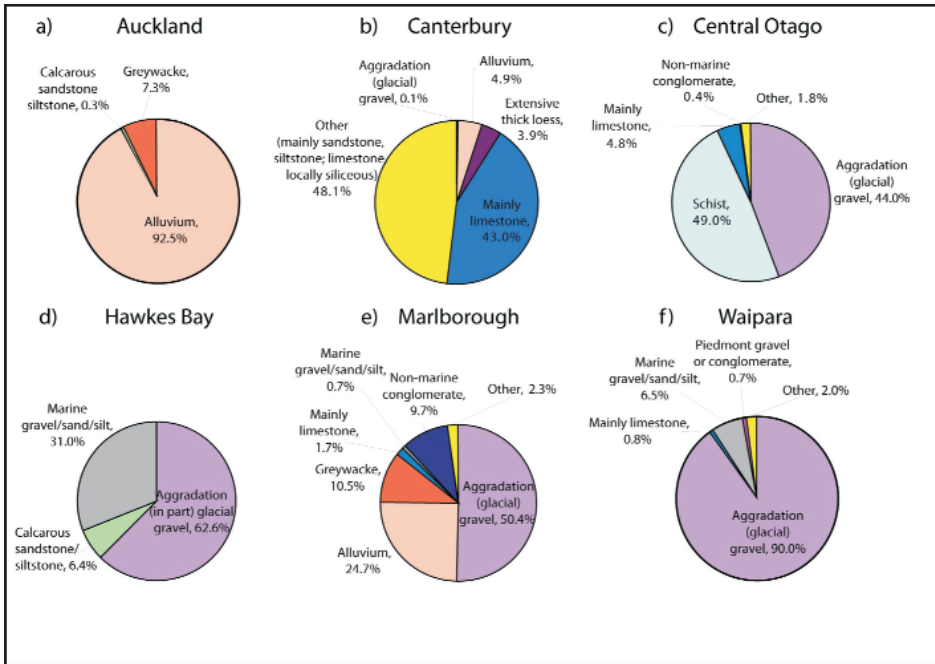 a) Auckland
Calcarous
sandstone
siltstone, 0.3%
Greywacke,
7.3%
Alluvium,
92.5%
b) Canterbury
Aggradation
(glacial)
gravel, 0.1%
Alluvium,
4.9%
Extensive
thick loess,
3.9%
Other
(mainly sandstone,
siltstone; limestone
locally siliceous)
48.1%
Mainly
limestone,
43.0%
c) Central Otago
Non-marine
conglomerate,
0.4%
Other, 1.8%
Mainly
limestone,
4.8%
Schist,
49.0%
Aggradation
(glacial)
gravel, 44.0%
d) Hawkes Bay
Marine
gravel/sand/silt,
31.0%
Aggradation
(in part) glacial
gravel, 62.6%
Calcarous
sandstone/
siltstone, 6.4%
e) Marlborough
Marine
gravel/sand/silt,
0.7%
Non-marine
conglomerate,
9.7%
Other, 2.3%
Mainly
limestone,
1.7%
Greywacke,
10.5%
Aggradation
(glacial)
gravel, 50.4%
Alluvium,
24.7%
f) Waipara
Piedmont gravel
or conglomerate,
0.7%
Marine
gravel/sand/silt,
6.5%
Other, 2.0%
Mainly limestone,
0.8%
Aggradation
(glacial)
gravel, 90.0%